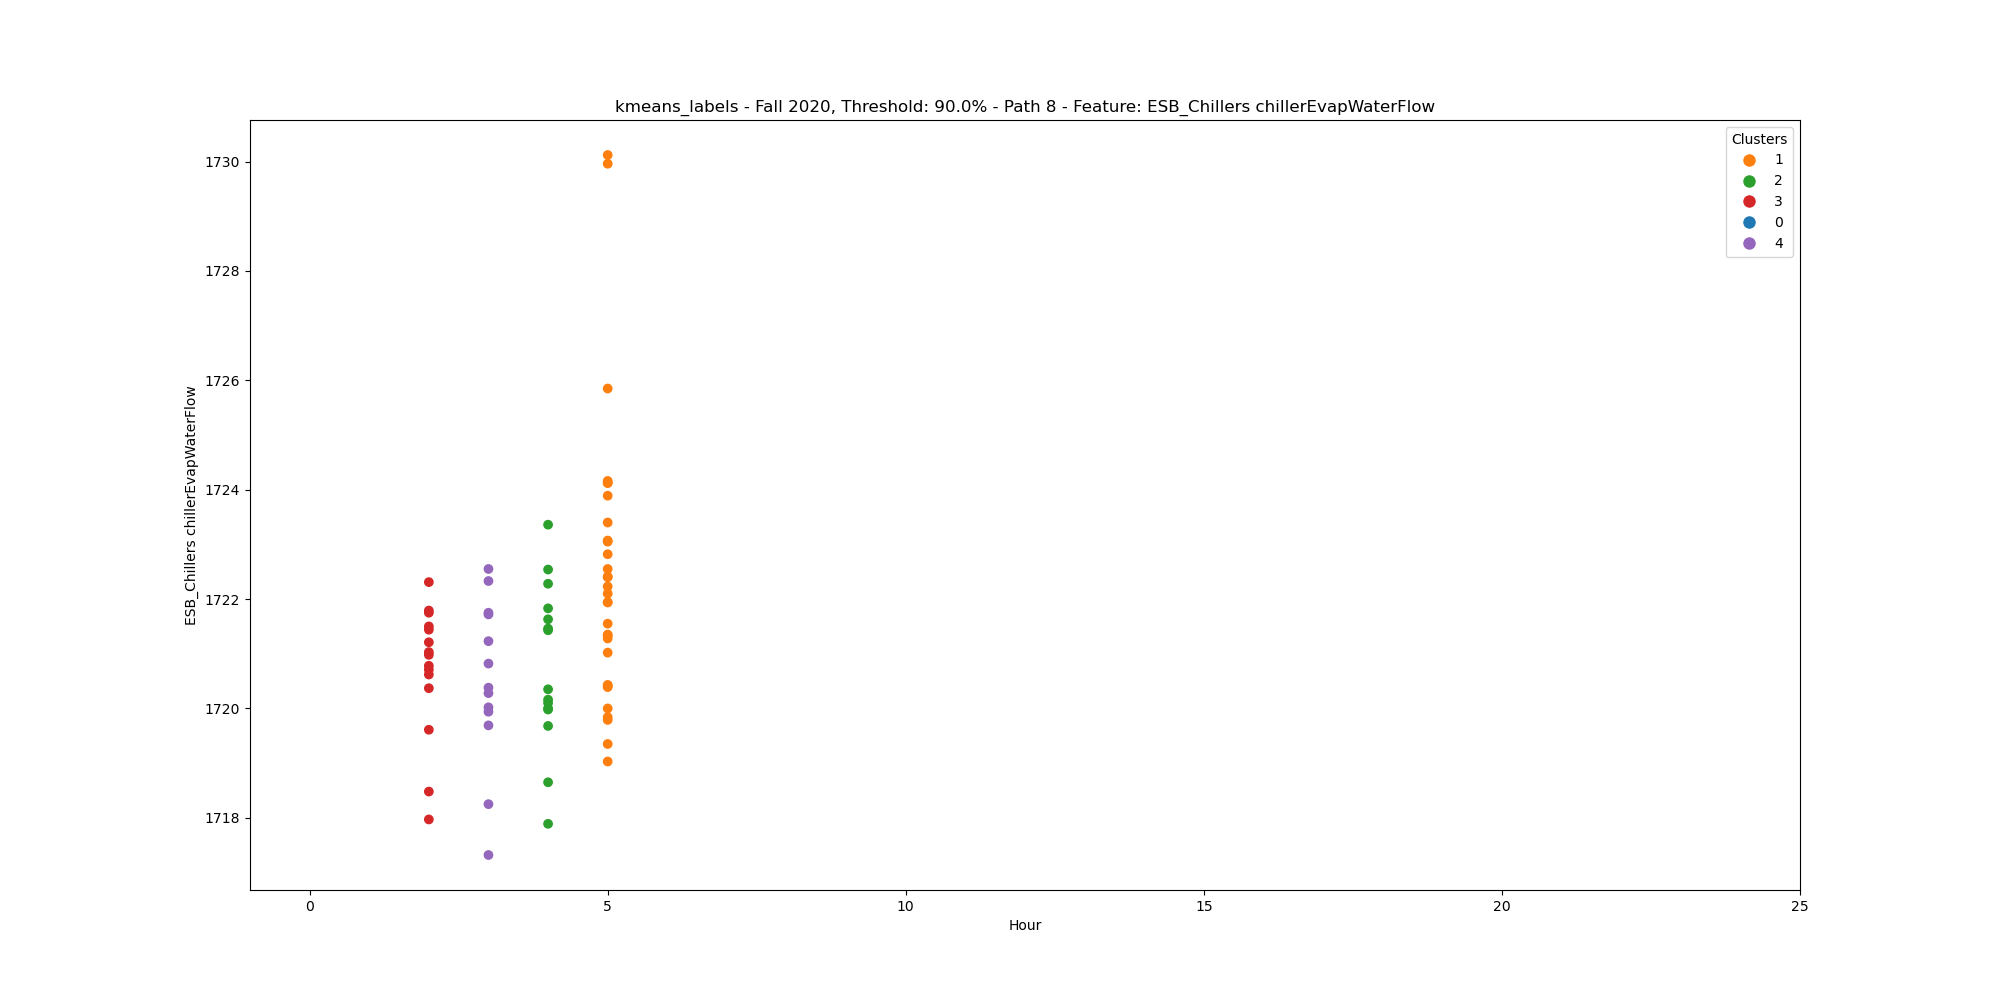 kmeans_labels - Fall 2020, Threshold: 90.0% - Path 8 - Feature: ESB_Chillers chillerEvapWaterFlow
Clusters
1
2
3
0
4
ESB_Chillers chillerEvapWaterFlow
1730
1728
1726
1724
1722
1720
1718
0 5 10 15 20 25
Hour